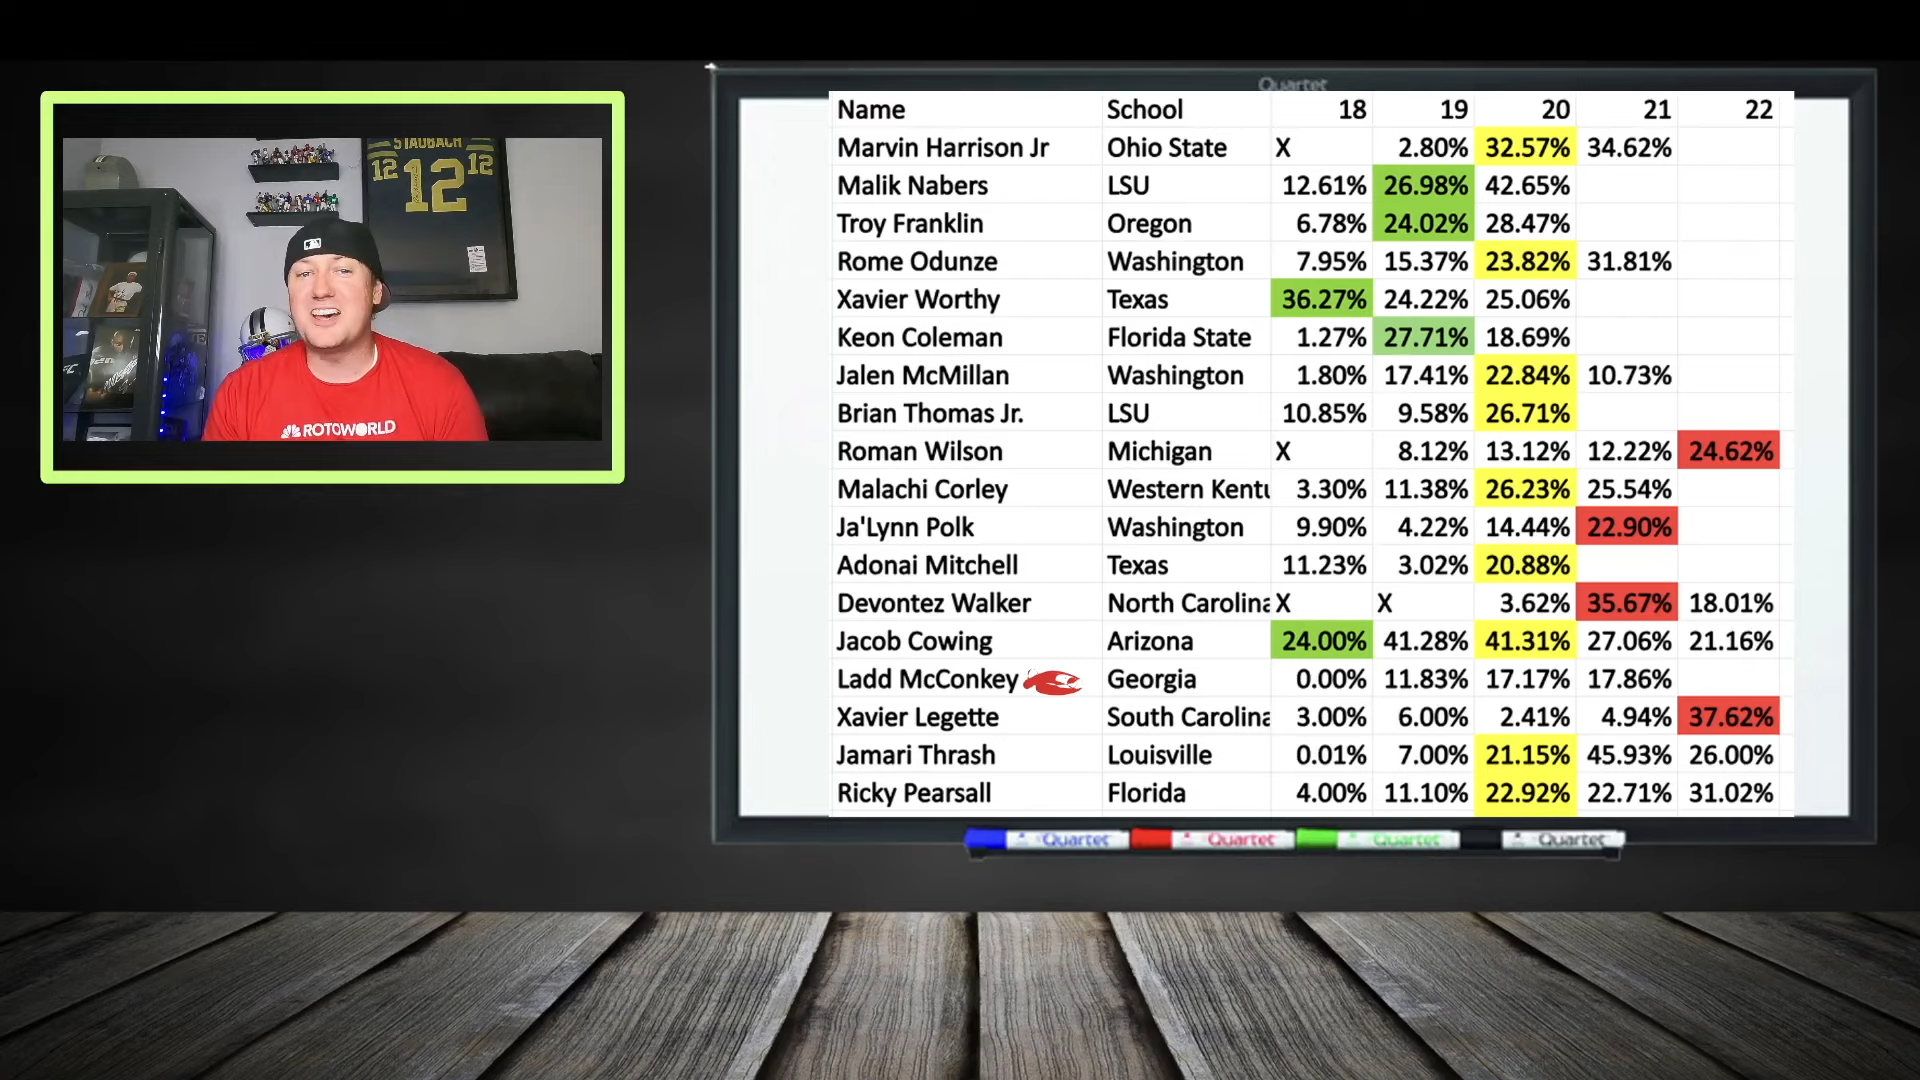 STAUBACH
12 12 12
ROTOWORLD
Quartet
Name School 18 19 20 21 22
Marvin Harrison Jr Ohio State X 2.80% 32.57% 34.62%
Malik Nabers LSU 12.61% 26.98% 42.65%
Troy Franklin Oregon 6.78% 24.02% 28.47%
Rome Odunze Washington 7.95% 15.37% 23.82% 31.81%
Xavier Worthy Texas 36.27% 24.22% 25.06%
Keon Coleman Florida State 1.27% 27.71% 18.69%
Jalen McMillan Washington 1.80% 17.41% 22.84% 10.73%
Brian Thomas Jr. LSU 10.85% 9.58% 26.71%
Roman Wilson Michigan X 8.12% 13.12% 12.22% 24.62%
Malachi Corley Western Kentu 3.30% 11.38% 26.23% 25.54%
Ja'Lynn Polk Washington 9.90% 4.22% 14.44% 22.90%
Adonai Mitchell Texas 11.23% 3.02% 20.88%
Devontez Walker North Carolina X X 3.62% 35.67% 18.01%
Jacob Cowing Arizona 24.00% 41.28% 41.31% 27.06% 21.16%
Ladd McConkey Georgia 0.00% 11.83% 17.17% 17.86%
Xavier Legette South Carolina 3.00% 6.00% 2.41% 4.94% 37.62%
Jamari Thrash Louisville 0.01% 7.00% 21.15% 45.93% 26.00%
Ricky Pearsall Florida 4.00% 11.10% 22.92% 22.71% 31.02%
Quartet Quartet Quartet Quartet